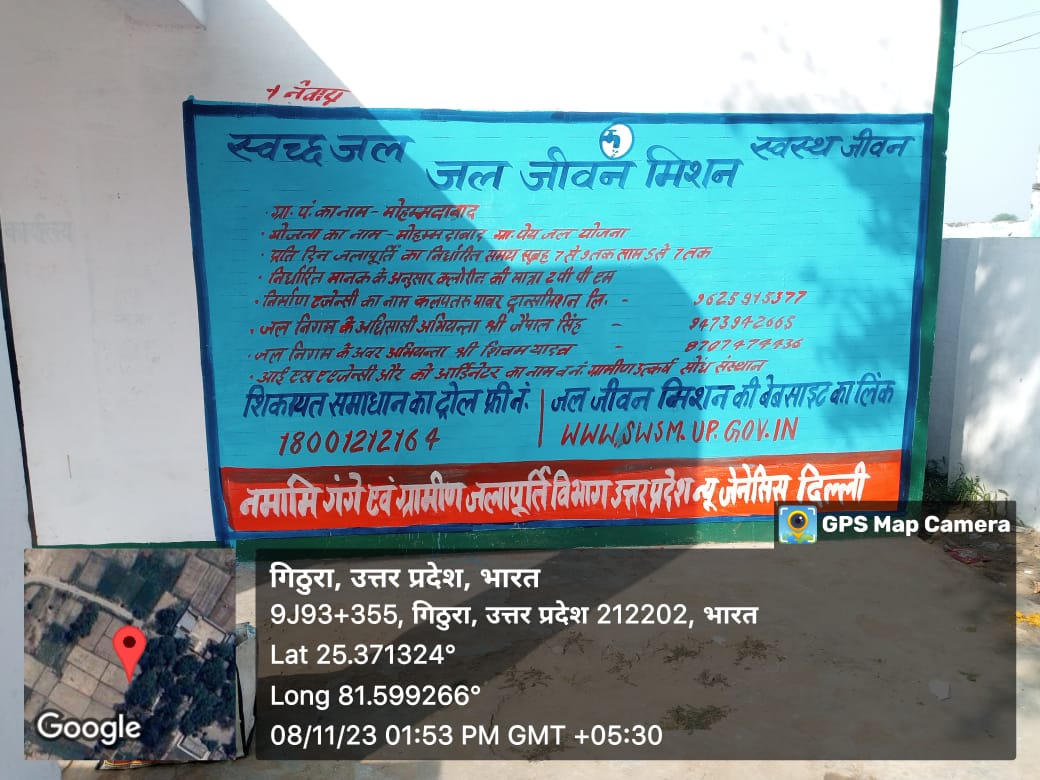 + नेवाय
स्वच्छ जल
स्वस्थ जीवन
जल जीवन मिशन
• ग्रा. पं. का नाम - मोहम्मदाबाद
• योजना का नाम - मोहम्मदाबाद ग्रा. पेय जल योजना
• प्रति दिन जलापूर्ति का निर्धारित समय सुबह 7 से 9 तक साम 5 से 7 तक
• निर्धारित मानक के अनुसार क्लोरीन की मात्रा 2 पी पी एम
• निर्माण एजेन्सी का नाम कलपतरु पावर ट्रान्समिशन लि. - 9625915377
• जल निगम के अधिसासी अभियन्ता श्री जैपाल सिंह - 9473942665
• जल निगम के अवर अभियन्ता श्री शिवम यादव - 8707474436
• आई एस ए एजेन्सी और को आर्डिनेटर का नाम ग्रामीण उत्कर्ष सोध संस्थान
शिकायत समाधान का ट्रोल फ्री नं.
18001212164
जल जीवन मिशन की बेबसाइट का लिंक
WWW.SWSM.UP.GOV.IN
नमामि गंगे एवं ग्रामीण जलापूर्ति विभाग उत्तर प्रदेश न्यू जेनेसिस दिल्ली
GPS Map Camera
गिठुरा, उत्तर प्रदेश, भारत
9J93+355, गिठुरा, उत्तर प्रदेश 212202, भारत
Lat 25.371324°
Long 81.599266°
08/11/23 01:53 PM GMT +05:30
Google